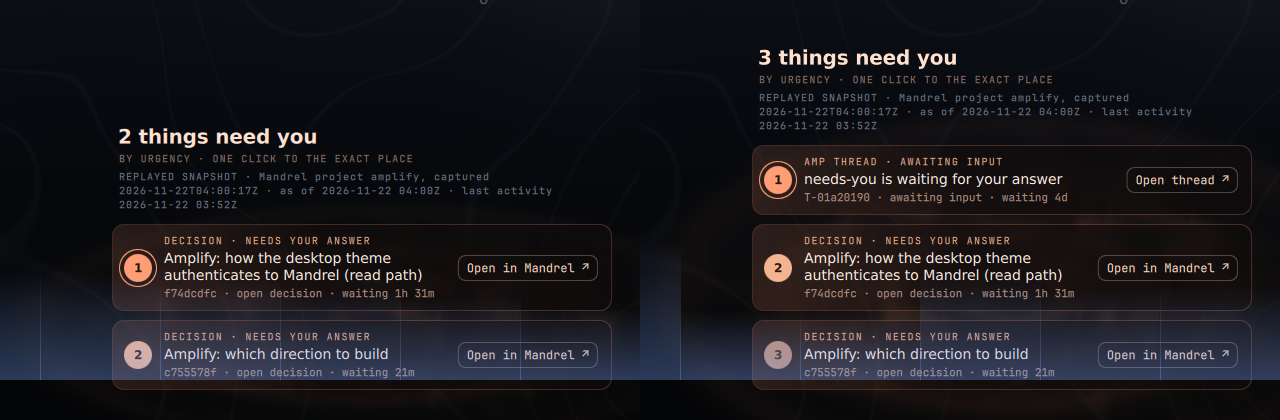 2 things need you
BY URGENCY · ONE CLICK TO THE EXACT PLACE
REPLAYED SNAPSHOT · Mandrel project amplify, captured
2026-11-22T04:00:17Z · as of 2026-11-22 04:00Z · last activity
2026-11-22 03:52Z
1
DECISION · NEEDS YOUR ANSWER
Amplify: how the desktop theme
authenticates to Mandrel (read path)
f74dcdfc · open decision · waiting 1h 31m
Open in Mandrel ↗
2
DECISION · NEEDS YOUR ANSWER
Amplify: which direction to build
c755578f · open decision · waiting 21m
Open in Mandrel ↗
3 things need you
BY URGENCY · ONE CLICK TO THE EXACT PLACE
REPLAYED SNAPSHOT · Mandrel project amplify, captured
2026-11-22T04:00:17Z · as of 2026-11-22 04:00Z · last activity
2026-11-22 03:52Z
1
AMP THREAD · AWAITING INPUT
needs-you is waiting for your answer
T-01a20190 · awaiting input · waiting 4d
Open thread ↗
2
DECISION · NEEDS YOUR ANSWER
Amplify: how the desktop theme
authenticates to Mandrel (read path)
f74dcdfc · open decision · waiting 1h 31m
Open in Mandrel ↗
3
DECISION · NEEDS YOUR ANSWER
Amplify: which direction to build
c755578f · open decision · waiting 21m
Open in Mandrel ↗